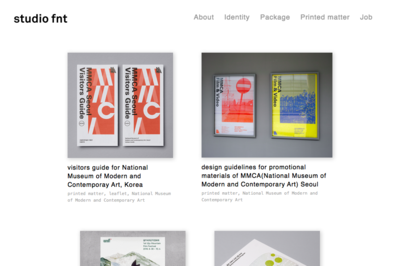 studio fnt
About Identity Package Printed matter Job
MMCA Seoul
Visitors Guide
MMCA Seoul
Visitors Guide
visitors guide for National
Museum of Modern and
Contemporay Art, Korea
printed matter, leaflet, National Museum
of Modern and Contemporary Art
design guidelines for promotional
materials of MMCA(National Museum of
Modern and Contemporary Art) Seoul
printed matter, National Museum of Modern and
Contemporary Art